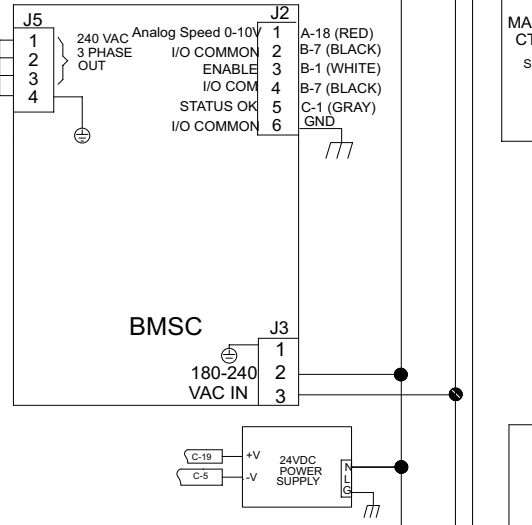 J5
1
2
3
4
240 VAC
3 PHASE
OUT
J2
Analog Speed 0-10V 1 A-18 (RED)
I/O COMMON 2 B-7 (BLACK)
ENABLE 3 B-1 (WHITE)
I/O COM 4 B-7 (BLACK)
STATUS OK 5 C-1 (GRAY)
I/O COMMON 6 GND
MA
CT
S
BMSC
J3
1
180-240 2
VAC IN 3
C-19 +V
C-5 -V
24VDC
POWER
SUPPLY
N
L
G